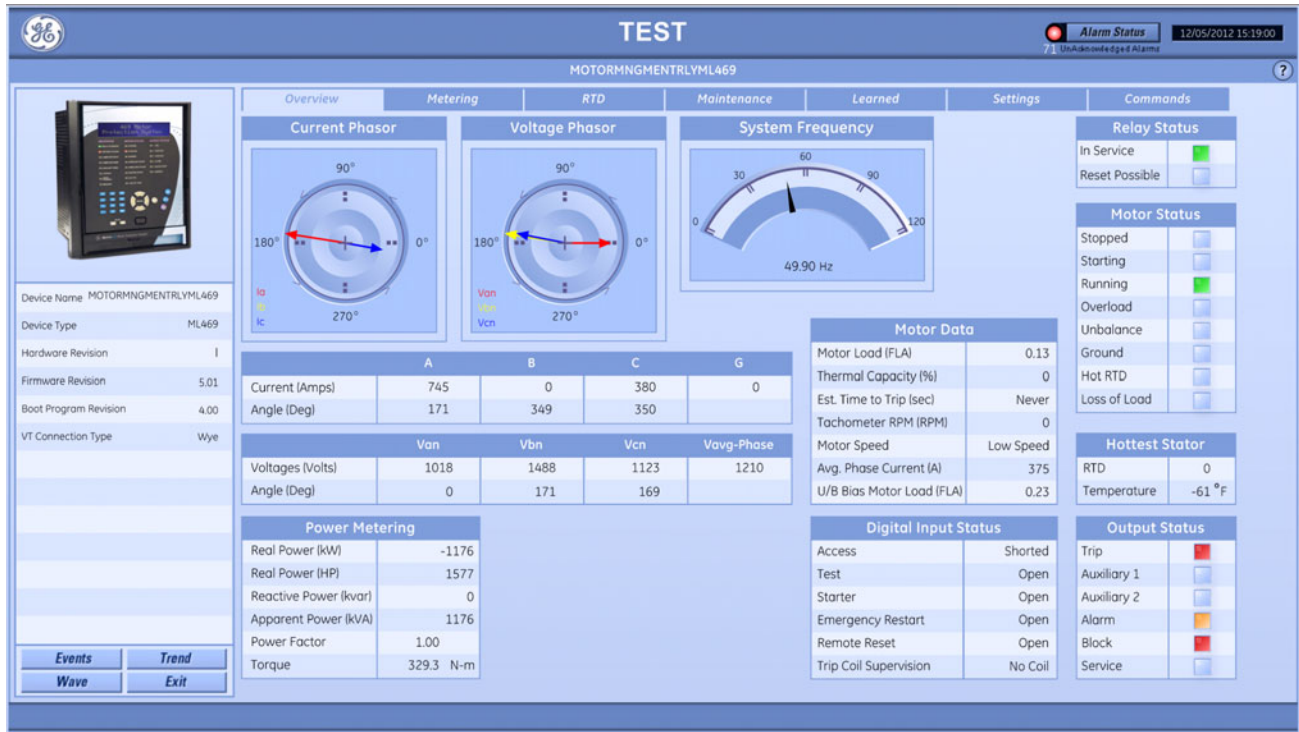 TEST
Alarm Status
12/05/2012 15:19:00
71 UnAcknowledged Alarms
MOTORMNGMENTRLYML469
?
Overview Metering RTD Maintenance Learned Settings Commands
Current Phasor
90°
180° 0°
270°
Ia
Ib
Ic
Voltage Phasor
90°
180° 0°
270°
Van
Vbn
Vcn
System Frequency
0 30 60 90 120
49.90 Hz
Relay Status
In Service
Reset Possible
Motor Status
Stopped
Starting
Running
Overload
Unbalance
Ground
Hot RTD
Loss of Load
Device Name MOTORMNGMENTRLYML469
Device Type ML469
Hardware Revision I
Firmware Revision 5.01
Boot Program Revision 4.00
VT Connection Type Wye
A B C G
Current (Amps) 745 0 380 0
Angle (Deg) 171 349 350
Van Vbn Vcn Vavg-Phase
Voltages (Volts) 1018 1488 1123 1210
Angle (Deg) 0 171 169
Motor Data
Motor Load (FLA) 0.13
Thermal Capacity (%) 0
Est. Time to Trip (sec) Never
Tachometer RPM (RPM) 0
Motor Speed Low Speed
Avg. Phase Current (A) 375
U/B Bias Motor Load (FLA) 0.23
Hottest Stator
RTD 0
Temperature -61 °F
Power Metering
Real Power (kW) -1176
Real Power (HP) 1577
Reactive Power (kvar) 0
Apparent Power (kVA) 1176
Power Factor 1.00
Torque 329.3 N-m
Digital Input Status
Access Shorted
Test Open
Starter Open
Emergency Restart Open
Remote Reset Open
Trip Coil Supervision No Coil
Output Status
Trip
Auxiliary 1
Auxiliary 2
Alarm
Block
Service
Events Trend
Wave Exit